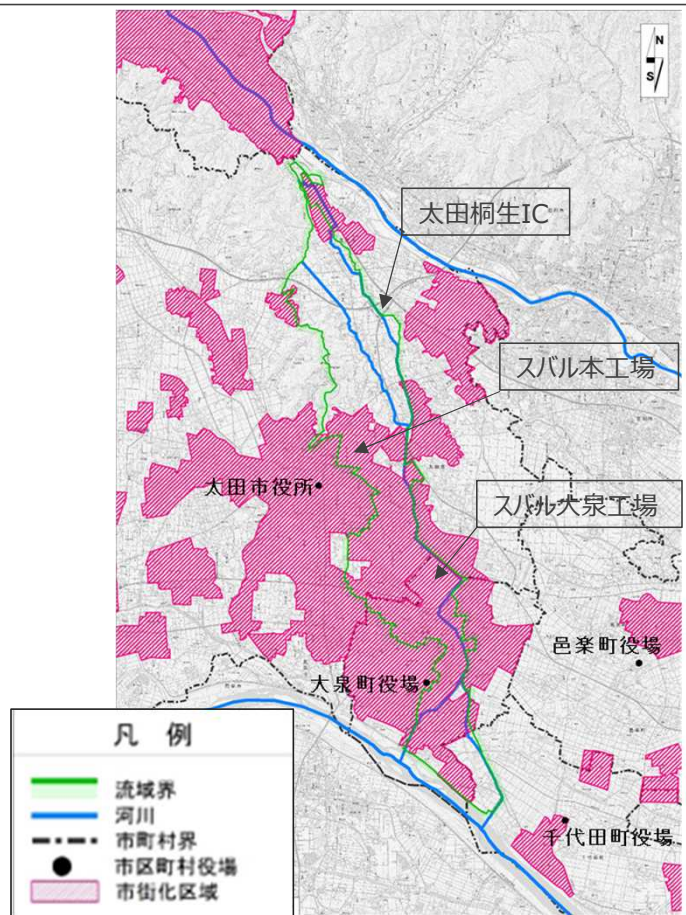 N
S
太田桐生IC
スバル本工場
太田市役所
スバル大泉工場
邑楽町役場
大泉町役場
千代田町役場
凡 例
流域界
河川
市町村界
市区町村役場
市街化区域